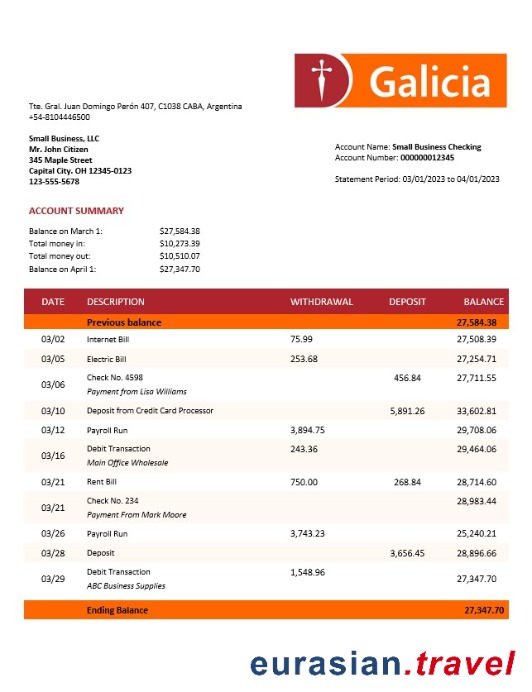 Galicia
Tte. Gral. Juan Domingo Perón 407, C1038 CABA, Argentina
+54-8104446500
Small Business, LLC
Mr. John Citizen
345 Maple Street
Capital City. OH 12345-0123
123-555-5678
Account Name: Small Business Checking
Account Number: 000000012345
Statement Period: 03/01/2023 to 04/01/2023
ACCOUNT SUMMARY
Balance on March 1: $27,584.38
Total money in: $10,273.39
Total money out: $10,510.07
Balance on April 1: $27,347.70
DATE DESCRIPTION WITHDRAWAL DEPOSIT BALANCE
Previous balance 27,584.38
03/02 Internet Bill 75.99 27,508.39
03/05 Electric Bill 253.68 27,254.71
03/06 Check No. 4598 456.84 27,711.55
Payment from Lisa Williams
03/10 Deposit from Credit Card Processor 5,891.26 33,602.81
03/12 Payroll Run 3,894.75 29,708.06
03/16 Debit Transaction 243.36 29,464.06
Main Office Wholesale
03/21 Rent Bill 750.00 268.84 28,714.60
03/21 Check No. 234 28,983.44
Payment From Mark Moore
03/26 Payroll Run 3,743.23 25,240.21
03/28 Deposit 3,656.45 28,896.66
03/29 Debit Transaction 1,548.96 27,347.70
ABC Business Supplies
Ending Balance 27,347.70
eurasian.travel